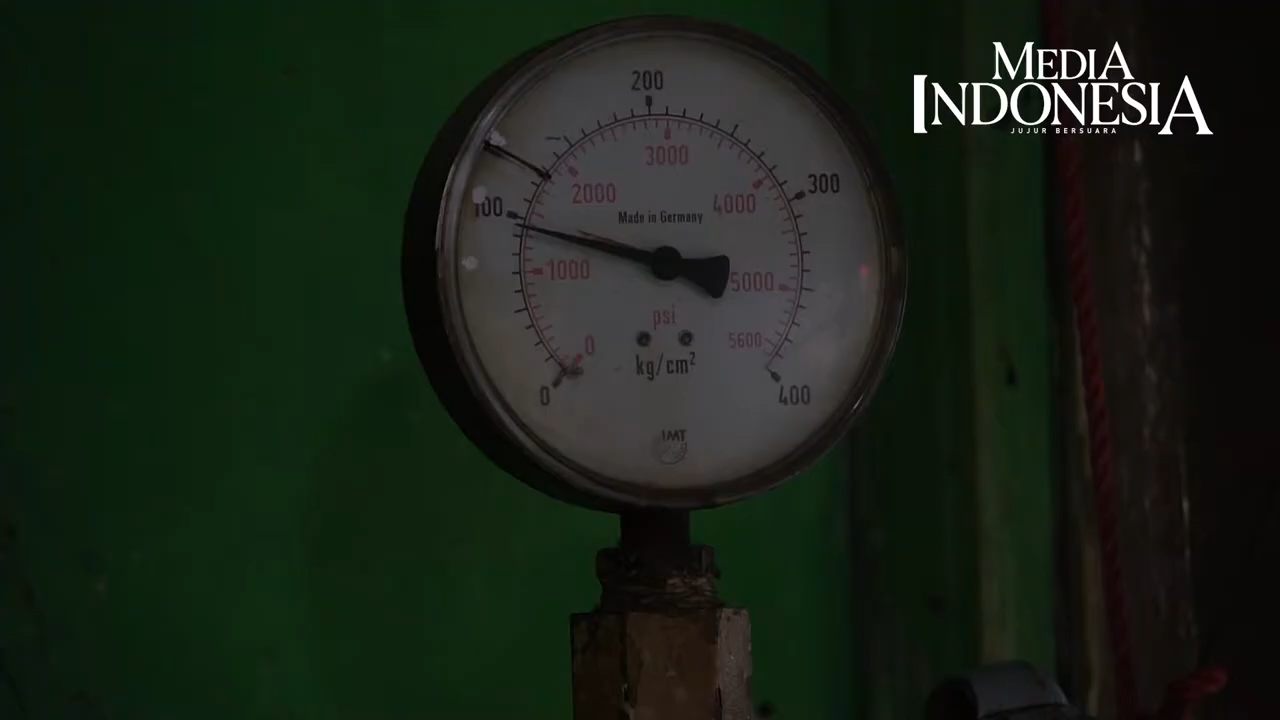 MEDIA
INDONESIA
JUJUR BERSUARA
200
3000
300
2000
4000
100
Made in Germany
1000
5000
psi
0
5600
kg/cm²
0
400
IMT